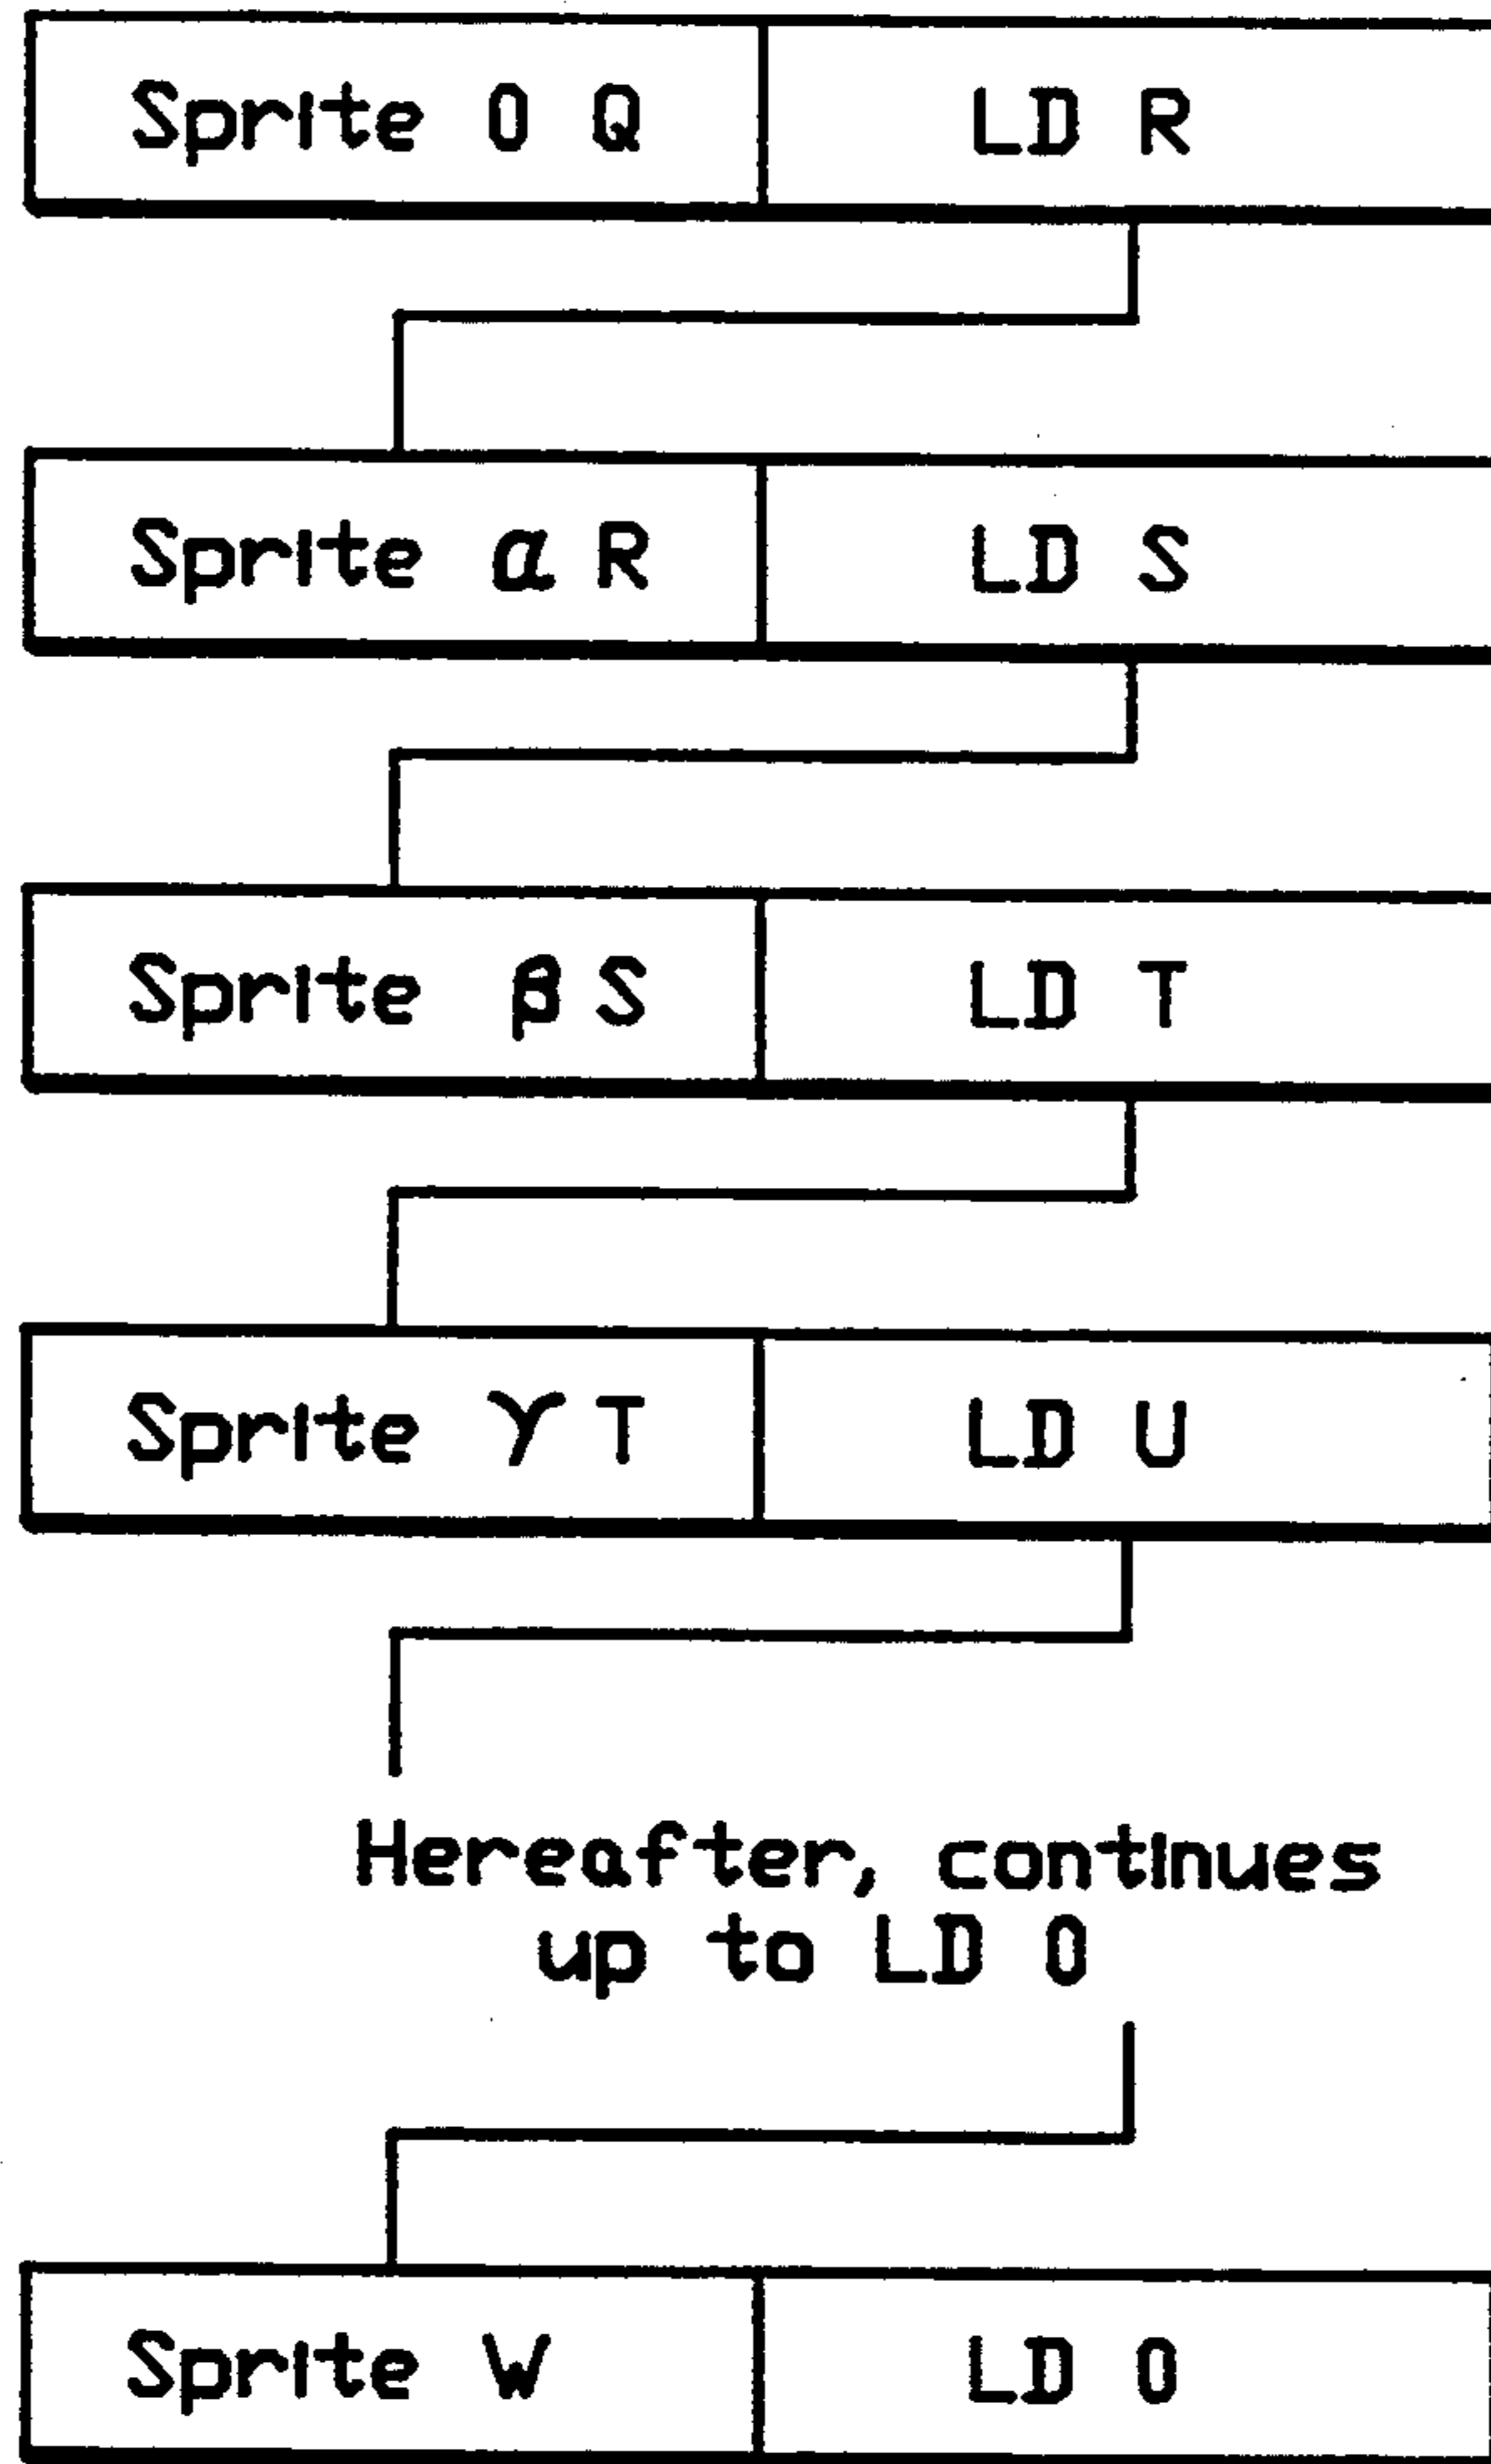 Sprite 0 Q LD R
Sprite α R LD S
Sprite β S LD T
Sprite γ T LD U
Hereafter, continues
up to LD 0
Sprite W LD 0